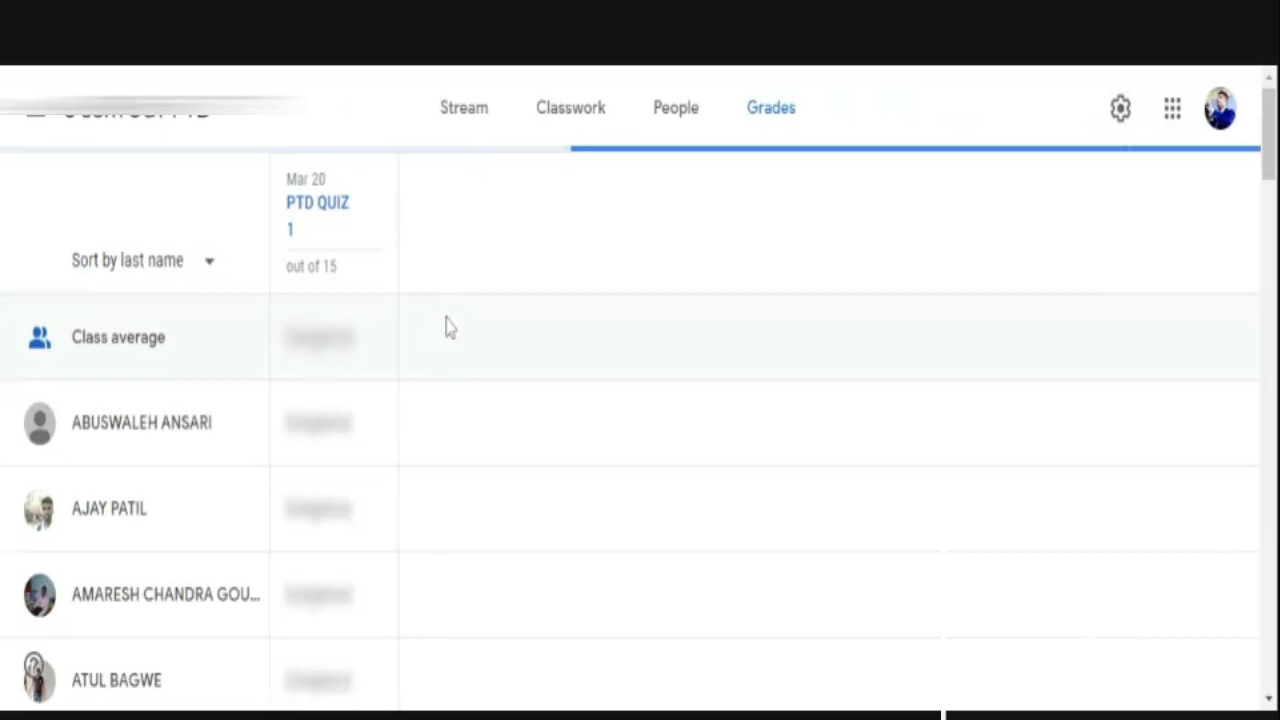 Stream Classwork People Grades
Mar 20
PTD QUIZ
1
out of 15
Sort by last name
Class average
ABUSWALEH ANSARI
AJAY PATIL
AMARESH CHANDRA GOU...
ATUL BAGWE